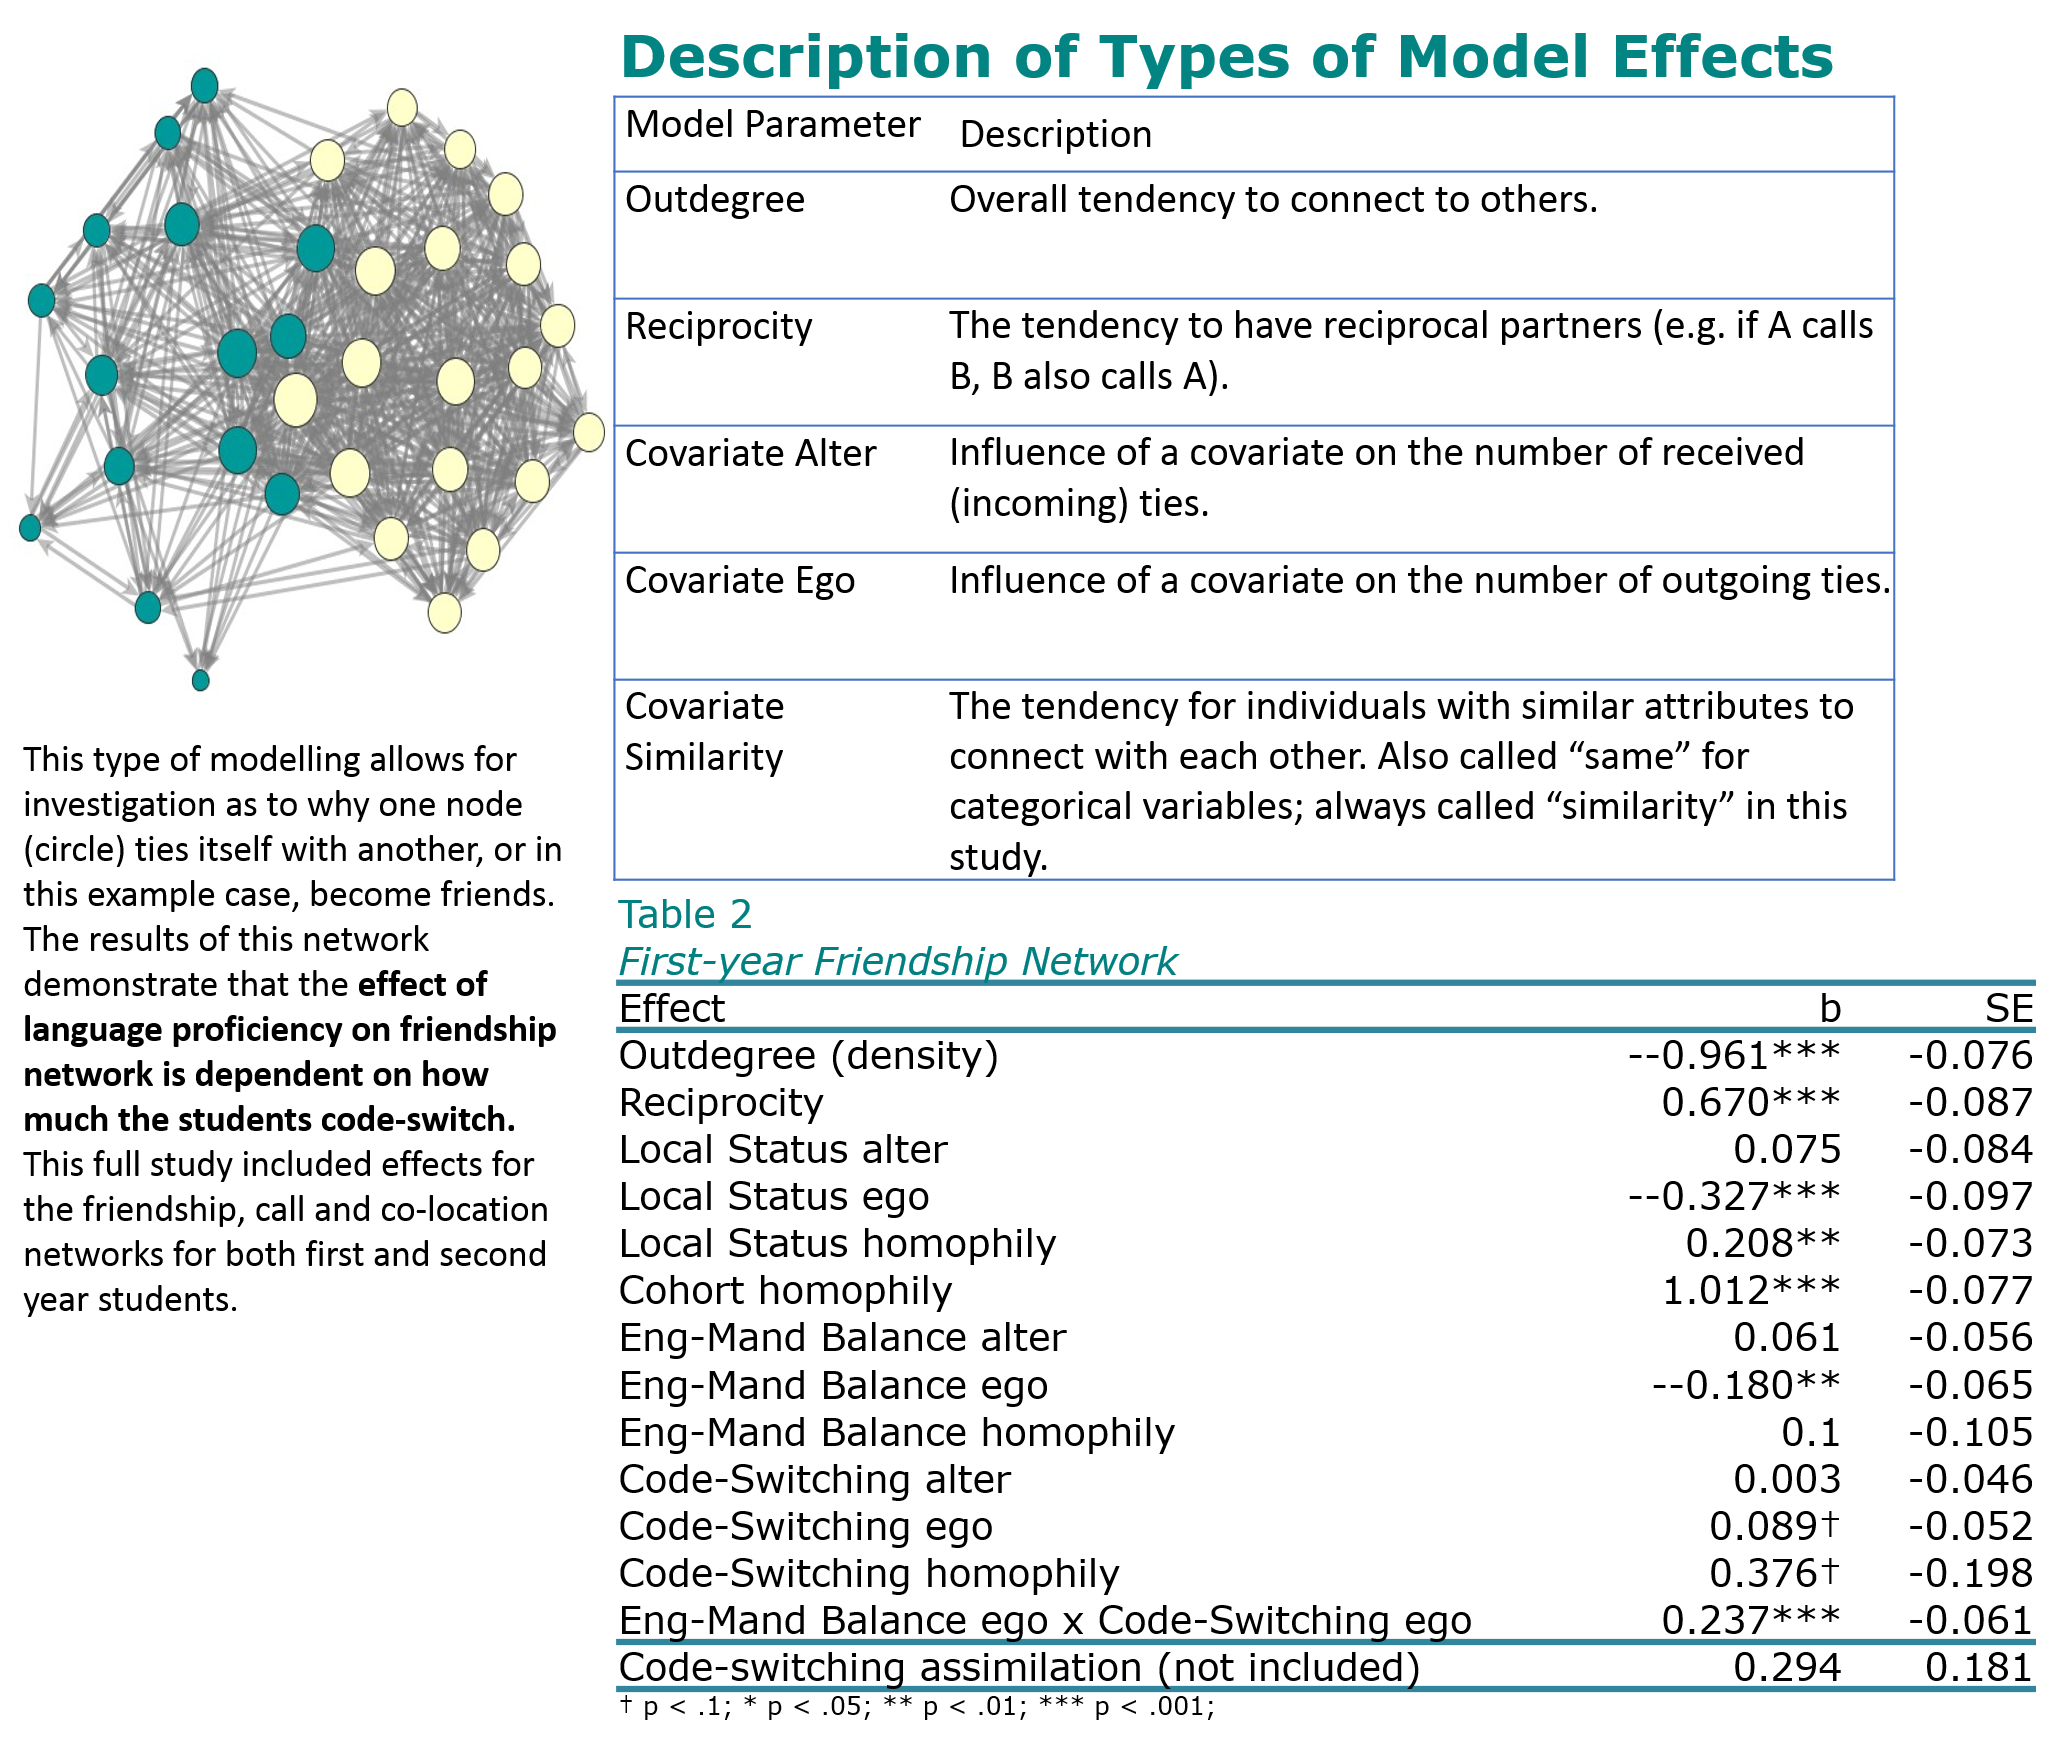 Description of Types of Model Effects
Model Parameter Description
Outdegree Overall tendency to connect to others.
Reciprocity The tendency to have reciprocal partners (e.g. if A calls
B, B also calls A).
Covariate Alter Influence of a covariate on the number of received
(incoming) ties.
Covariate Ego Influence of a covariate on the number of outgoing ties.
Covariate The tendency for individuals with similar attributes to
Similarity connect with each other. Also called “same” for
categorical variables; always called “similarity” in this
study.
This type of modelling allows for
investigation as to why one node
(circle) ties itself with another, or in
this example case, become friends.
The results of this network
demonstrate that the effect of
language proficiency on friendship
network is dependent on how
much the students code-switch.
This full study included effects for
the friendship, call and co-location
networks for both first and second
year students.
Table 2
First-year Friendship Network
Effect b SE
Outdegree (density) --0.961*** -0.076
Reciprocity 0.670*** -0.087
Local Status alter 0.075 -0.084
Local Status ego --0.327*** -0.097
Local Status homophily 0.208** -0.073
Cohort homophily 1.012*** -0.077
Eng-Mand Balance alter 0.061 -0.056
Eng-Mand Balance ego --0.180** -0.065
Eng-Mand Balance homophily 0.1 -0.105
Code-Switching alter 0.003 -0.046
Code-Switching ego 0.089† -0.052
Code-Switching homophily 0.376† -0.198
Eng-Mand Balance ego x Code-Switching ego 0.237*** -0.061
Code-switching assimilation (not included) 0.294 0.181
† p < .1; * p < .05; ** p < .01; *** p < .001;